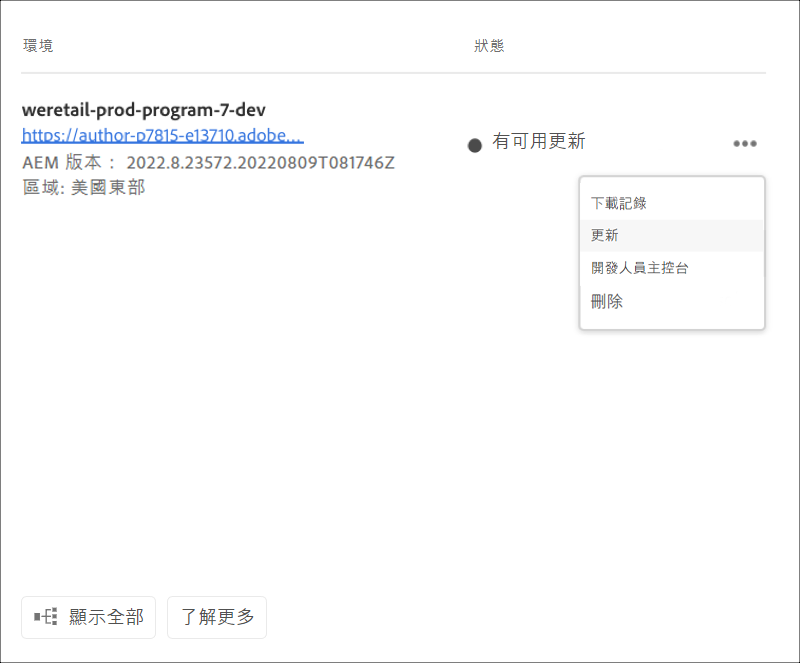 環境 狀態
weretail-prod-program-7-dev
https://author-p7815-e13710.adobe...
有可用更新
AEM 版本： 2022.8.23572.20220809T081746Z
區域: 美國東部
下載記錄
更新
開發人員主控台
刪除
顯示全部 了解更多